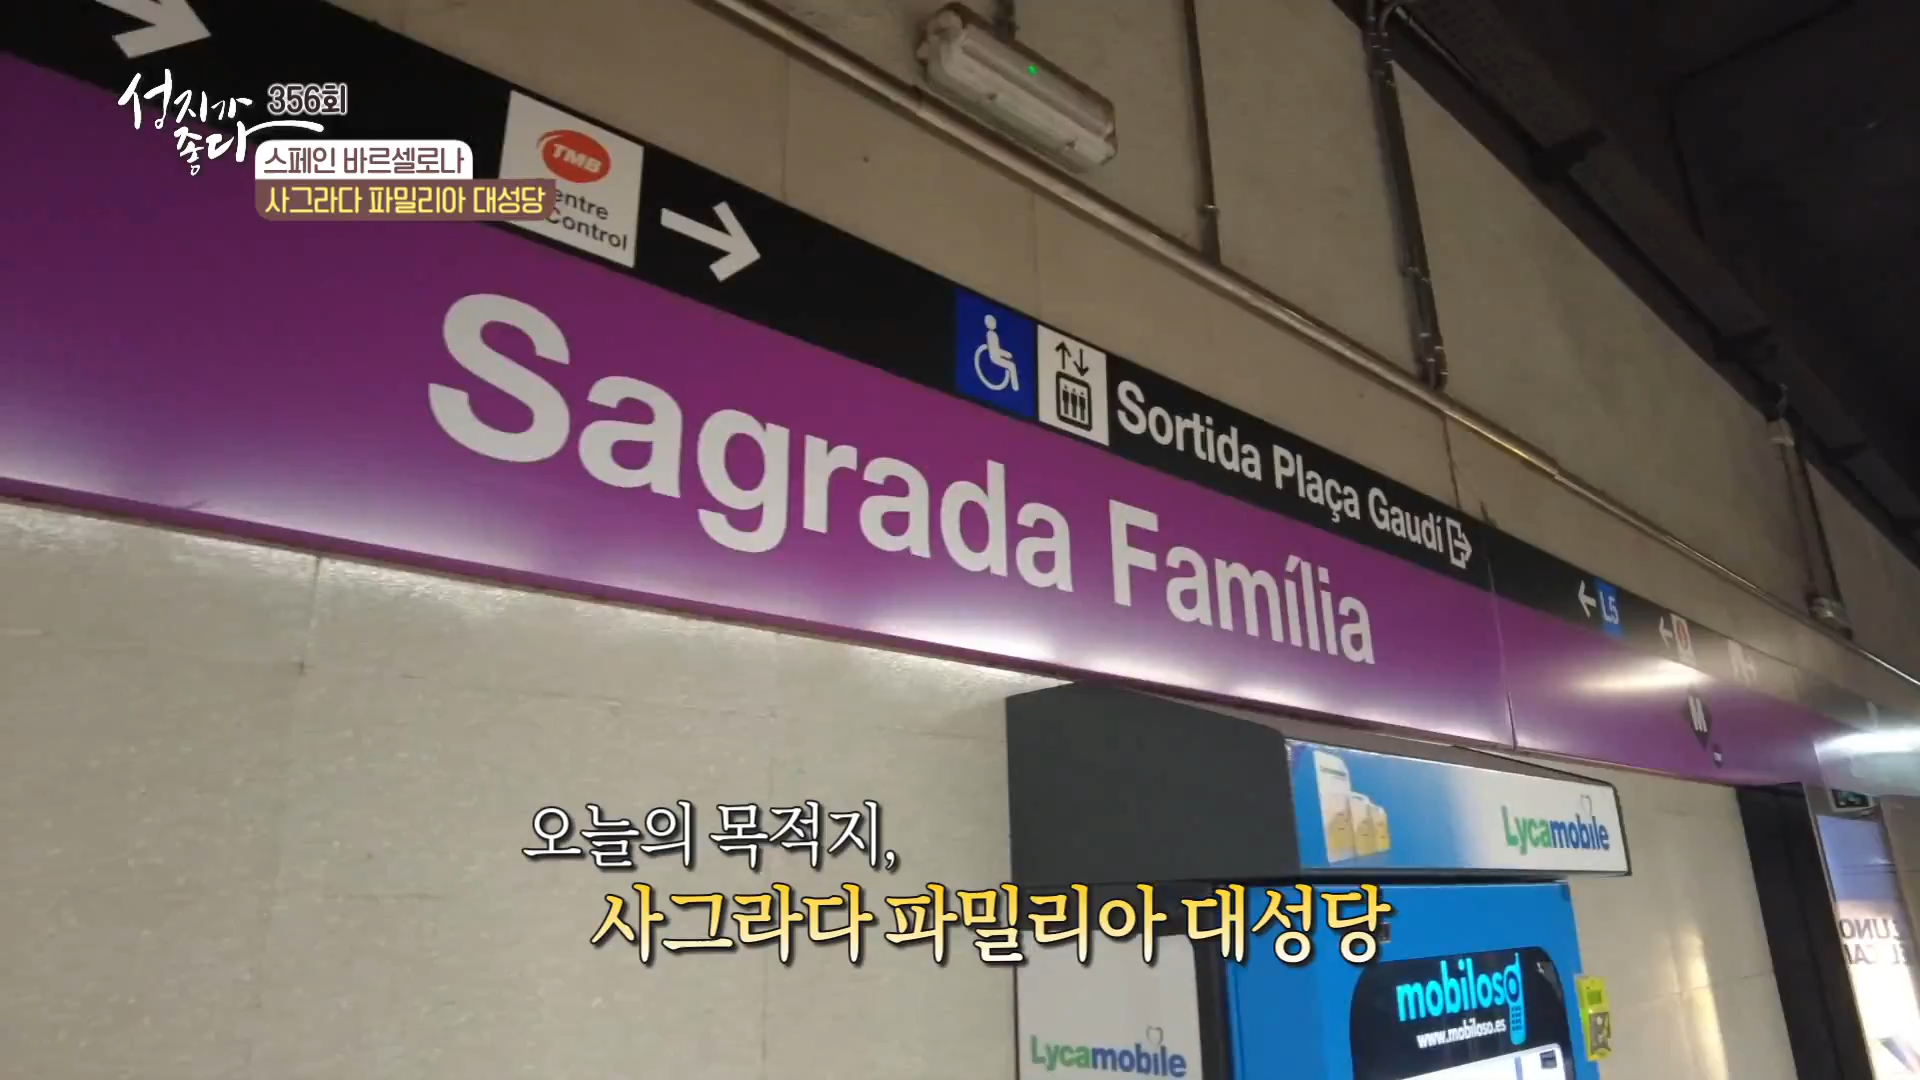 성지가 좋다 356회
스페인 바르셀로나
사그라다 파밀리아 대성당
TMB
Centre
Control
Sortida Plaça Gaudí
L5
Sagrada Família
M
Lycamobile
오늘의 목적지,
사그라다 파밀리아 대성당
mobiloso
www.mobiloso.es
Lycamobile